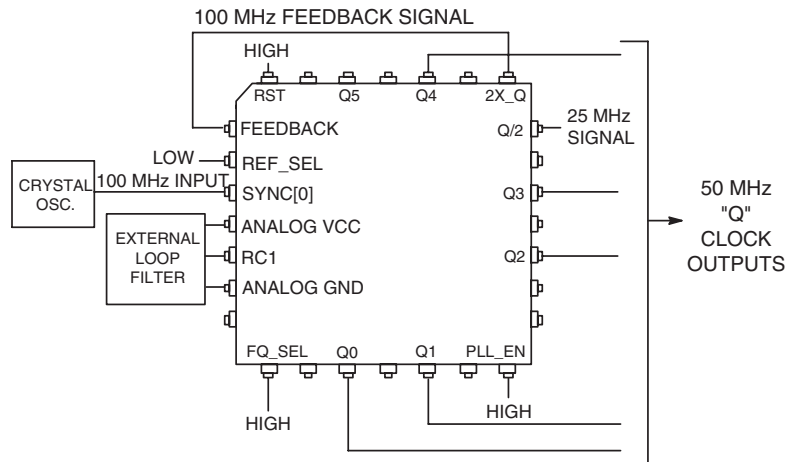 100 MHz FEEDBACK SIGNAL
HIGH
RST
Q5
Q4
2X_Q
FEEDBACK
Q/2
25 MHz
SIGNAL
LOW
REF_SEL
CRYSTAL
OSC.
100 MHz INPUT
SYNC[0]
Q3
50 MHz
"Q"
CLOCK
OUTPUTS
EXTERNAL
LOOP
FILTER
ANALOG VCC
RC1
Q2
ANALOG GND
FQ_SEL
Q0
Q1
PLL_EN
HIGH
HIGH